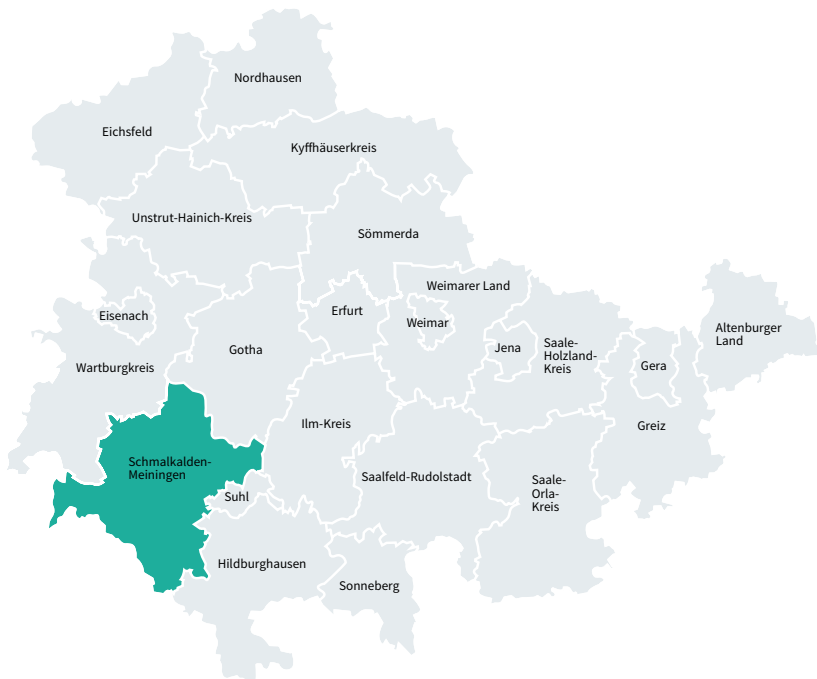 Nordhausen
Eichsfeld
Kyffhäuserkreis
Unstrut-Hainich-Kreis
Sömmerda
Weimarer Land
Eisenach
Erfurt
Weimar
Altenburger
Land
Gotha
Jena
Saale-
Holzland-
Kreis
Gera
Wartburgkreis
Ilm-Kreis
Greiz
Schmalkalden-
Meiningen
Saalfeld-Rudolstadt
Saale-
Orla-
Kreis
Suhl
Hildburghausen
Sonneberg